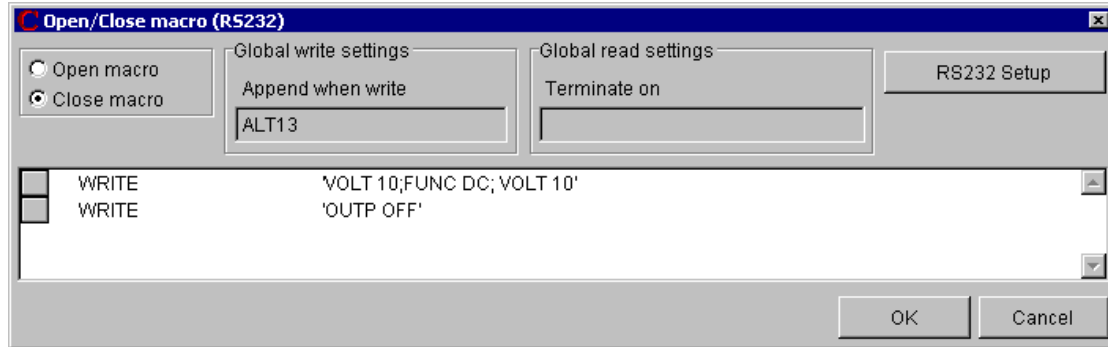 Open/Close macro (RS232)
Open macro
Close macro
Global write settings
Append when write
ALT13
Global read settings
Terminate on
RS232 Setup
WRITE 'VOLT 10;FUNC DC; VOLT 10'
WRITE 'OUTP OFF'
OK Cancel